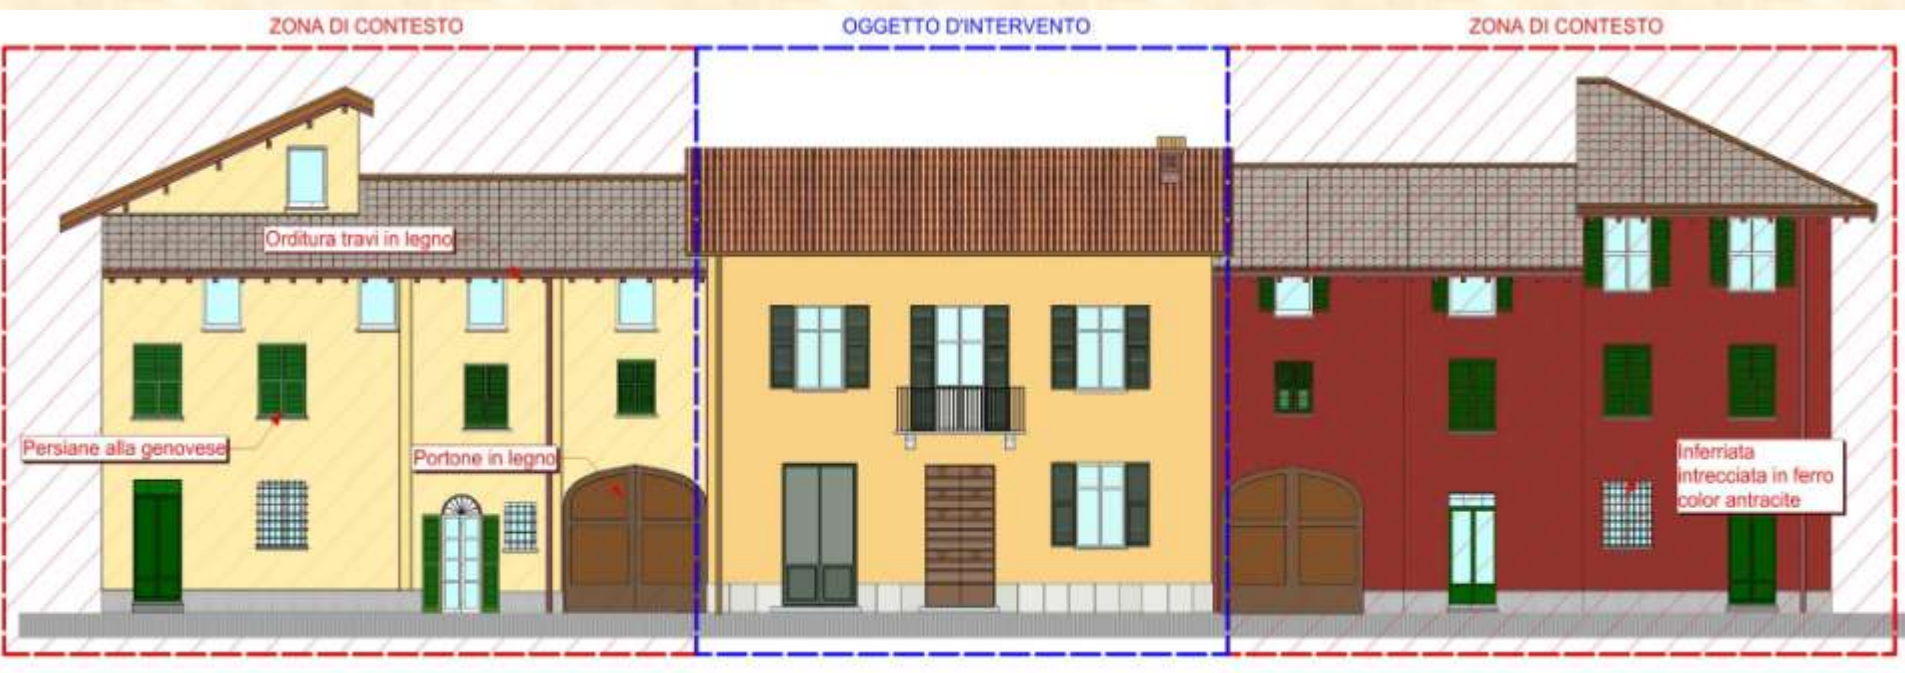 ZONA DI CONTESTO
OGGETTO D'INTERVENTO
ZONA DI CONTESTO
Orditura travi in legno
Persiane alla genovese
Portone in legno
Inferriata
intrecciata in ferro
color antracite